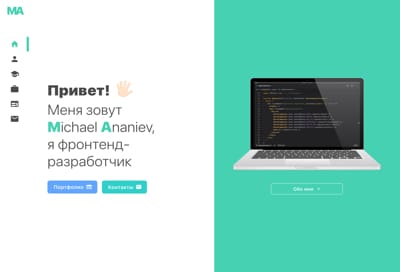 MA
Привет!
Меня зовут
Michael Ananiev,
я фронтенд-
разработчик
Портфолио
Контакты
Обо мне